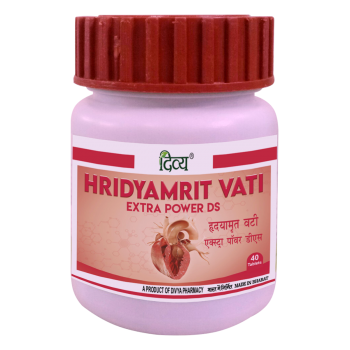 दिव्य®
HRIDYAMRIT VATI
EXTRA POWER DS
हृदयामृत वटी
एक्स्ट्रा पॉवर डीएस
40
Tablets
A PRODUCT OF DIVYA PHARMACY भारत में निर्मित MADE IN BHARAT